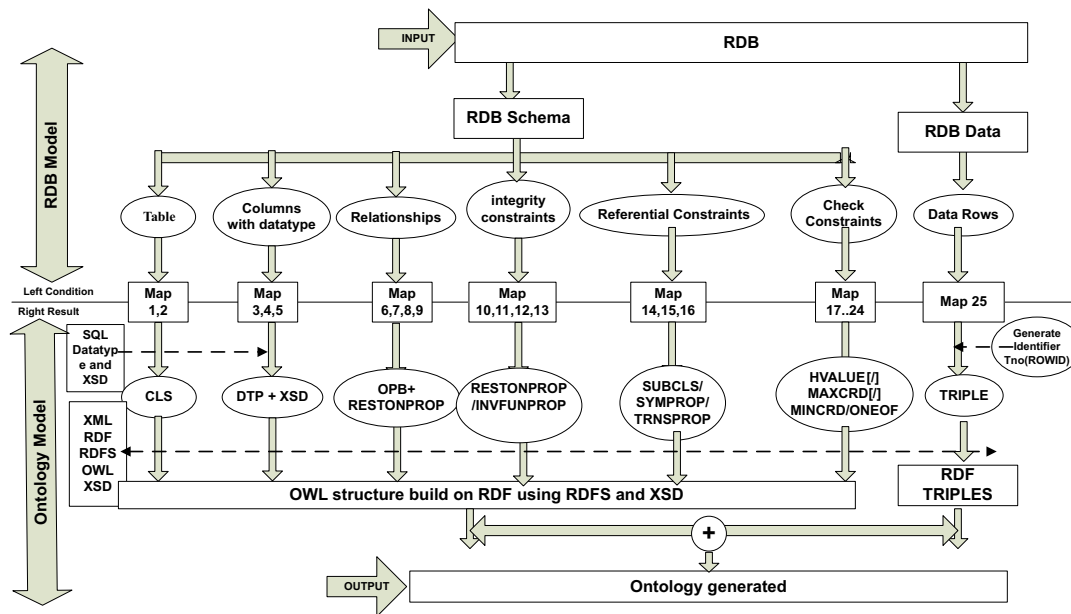 INPUT
RDB
RDB Schema
RDB Data
RDB Model
Table
Columns
with datatype
Relationships
integrity
constraints
Referential Constraints
Check
Constraints
Data Rows
Left Condition
Right Result
Map
1,2
Map
3,4,5
Map
6,7,8,9
Map
10,11,12,13
Map
14,15,16
Map
17..24
Map 25
SQL
Datatyp
e and
XSD
Generate
Identifier
Tno(ROWID)
CLS
DTP + XSD
OPB+
RESTONPROP
RESTONPROP
/INVFUNPROP
SUBCLS/
SYMPROP/
TRNSPROP
HVALUE[/]
MAXCRD[/]
MINCRD/ONEOF
TRIPLE
Ontology Model
XML
RDF
RDFS
OWL
XSD
OWL structure build on RDF using RDFS and XSD
RDF
TRIPLES
+
OUTPUT
Ontology generated